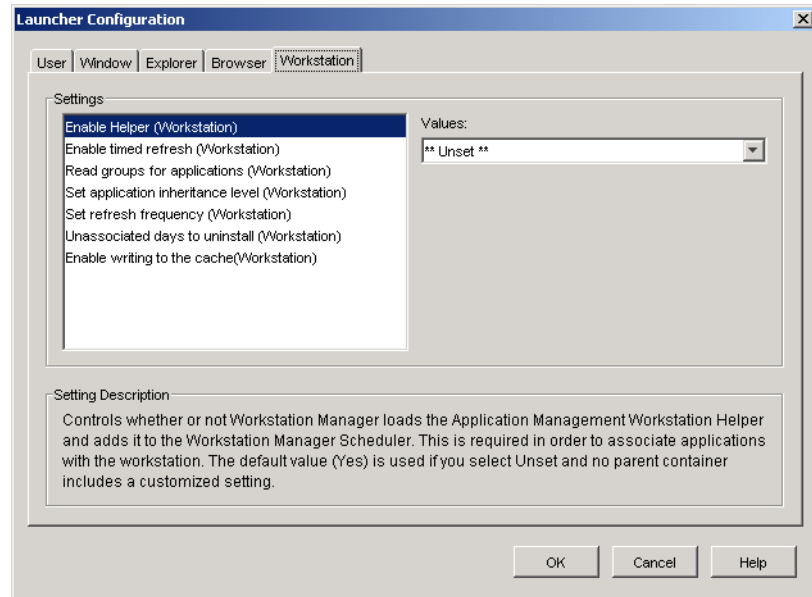 Launcher Configuration
User Window Explorer Browser Workstation
Settings
Enable Helper (Workstation)
Enable timed refresh (Workstation)
Read groups for applications (Workstation)
Set application inheritance level (Workstation)
Set refresh frequency (Workstation)
Unassociated days to uninstall (Workstation)
Enable writing to the cache(Workstation)
Values:
** Unset **
Setting Description
Controls whether or not Workstation Manager loads the Application Management Workstation Helper
and adds it to the Workstation Manager Scheduler. This is required in order to associate applications
with the workstation. The default value (Yes) is used if you select Unset and no parent container
includes a customized setting.
OK Cancel Help